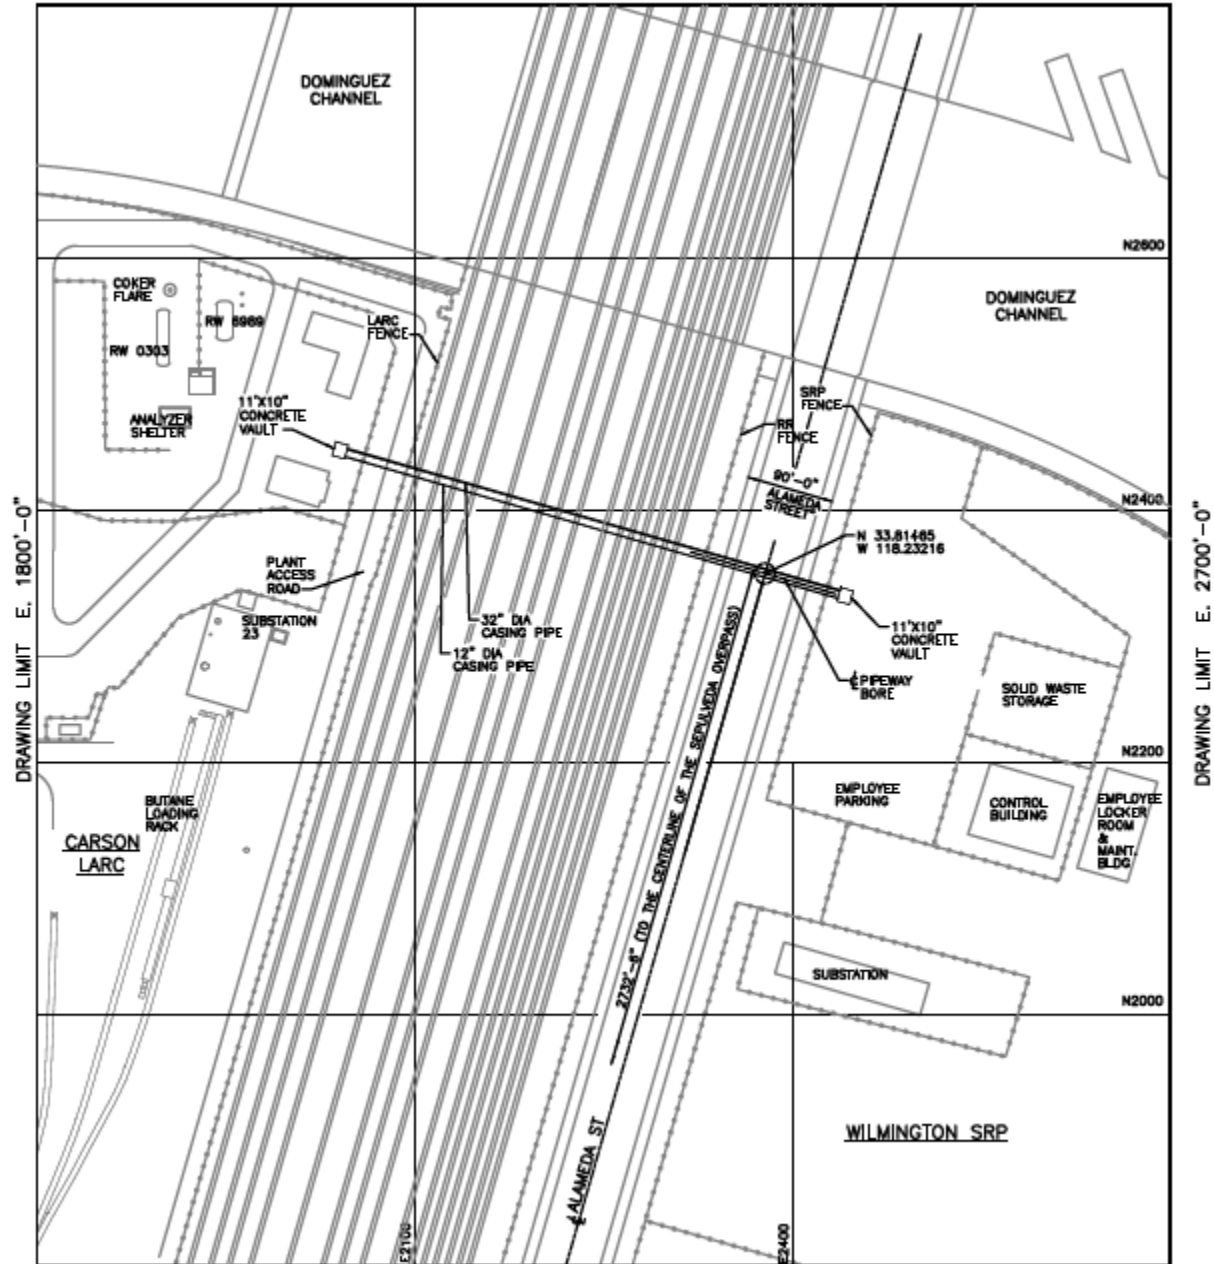 DOMINGUEZ
CHANNEL
N2600
COKER
FLARE
RW 6989
RW 0303
LARC
FENCE
DOMINGUEZ
CHANNEL
11'X10"
CONCRETE
VAULT
ANALYZER
SHELTER
SRP
FENCE
RR
FENCE
90'-0"
ALAMEDA
STREET
N2400
N 33.81465
W 118.23216
DRAWING LIMIT E. 1800'-0"
DRAWING LIMIT E. 2700'-0"
PLANT
ACCESS
ROAD
SUBSTATION
23
32" DIA
CASING PIPE
12" DIA
CASING PIPE
11'X10"
CONCRETE
VAULT
℄ PIPEWAY
BORE
SOLID WASTE
STORAGE
2732'-6" (TO THE CENTERLINE OF THE SEPULVEDA OVERPASS)
N2200
BUTANE
LOADING
RACK
CARSON
LARC
EMPLOYEE
PARKING
CONTROL
BUILDING
EMPLOYEE
LOCKER
ROOM
&
MAINT.
BLDG
SUBSTATION
N2000
WILMINGTON SRP
℄ ALAMEDA ST
E2100
E2400